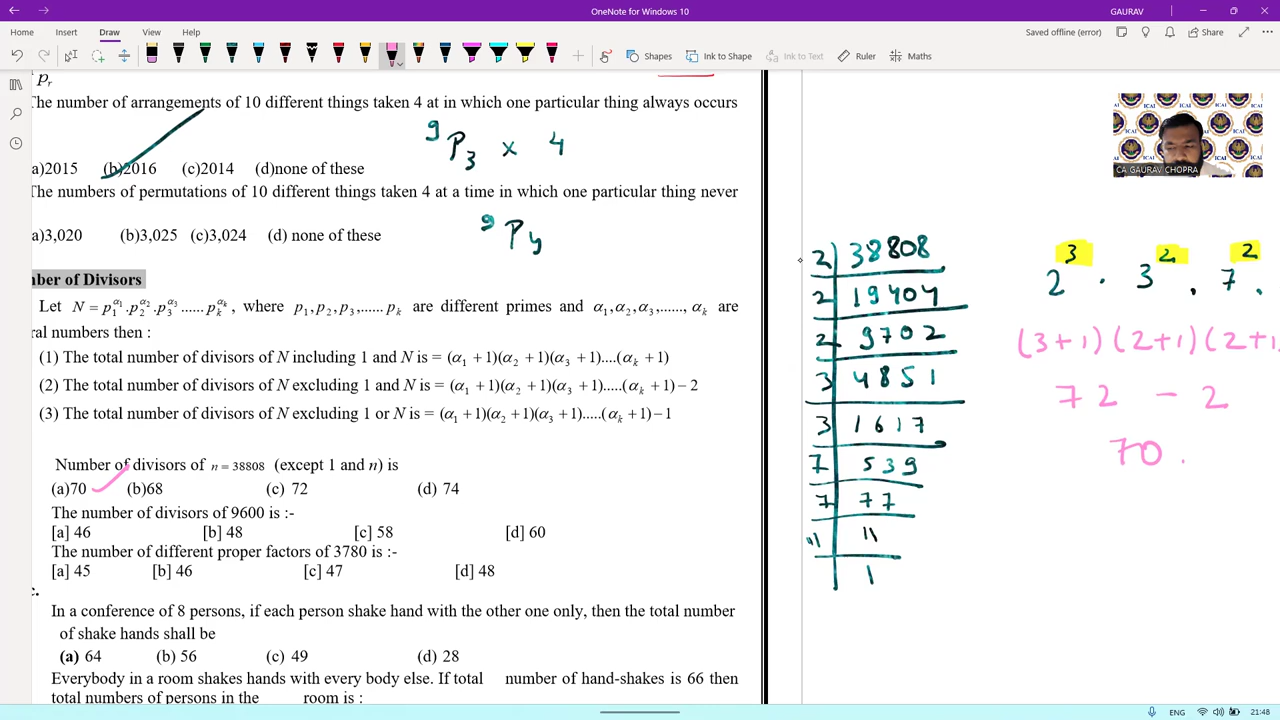 OneNote for Windows 10
GAURAV
Home Insert Draw View Help
Saved offline (error) Share
Shapes Ink to Shape Ink to Text Ruler Maths
p_r
The number of arrangements of 10 different things taken 4 at in which one particular thing always occurs
⁹P₃ × 4
a)2015 (b)2016 (c)2014 (d)none of these
The numbers of permutations of 10 different things taken 4 at a time in which one particular thing never
⁹P₄
a)3,020 (b)3,025 (c)3,024 (d) none of these
mber of Divisors
Let N = p₁^α₁.p₂^α₂.p₃^α₃......pₖ^αₖ, where p₁, p₂, p₃,...... pₖ are different primes and α₁, α₂, α₃,......, αₖ are
ral numbers then :
(1) The total number of divisors of N including 1 and N is = (α₁ +1)(α₂ +1)(α₃ +1)....(αₖ +1)
(2) The total number of divisors of N excluding 1 and N is = (α₁ +1)(α₂ +1)(α₃ +1).....(αₖ +1) – 2
(3) The total number of divisors of N excluding 1 or N is = (α₁ +1)(α₂ +1)(α₃ +1).....(αₖ +1) – 1
Number of divisors of n = 38808 (except 1 and n) is
(a)70 (b)68 (c) 72 (d) 74
The number of divisors of 9600 is :-
[a] 46 [b] 48 [c] 58 [d] 60
The number of different proper factors of 3780 is :-
[a] 45 [b] 46 [c] 47 [d] 48
c.
In a conference of 8 persons, if each person shake hand with the other one only, then the total number
of shake hands shall be
(a) 64 (b) 56 (c) 49 (d) 28
Everybody in a room shakes hands with every body else. If total number of hand-shakes is 66 then
total numbers of persons in the room is :
2 38808
2 19404
2 9702
3 4851
3 1617
7 539
7 77
11 11
1
2³ . 3² . 7² .
(3+1)(2+1)(2+1
72 – 2
70.
ICAI ICAI
CA GAURAV CHOPRA
ENG 21:48